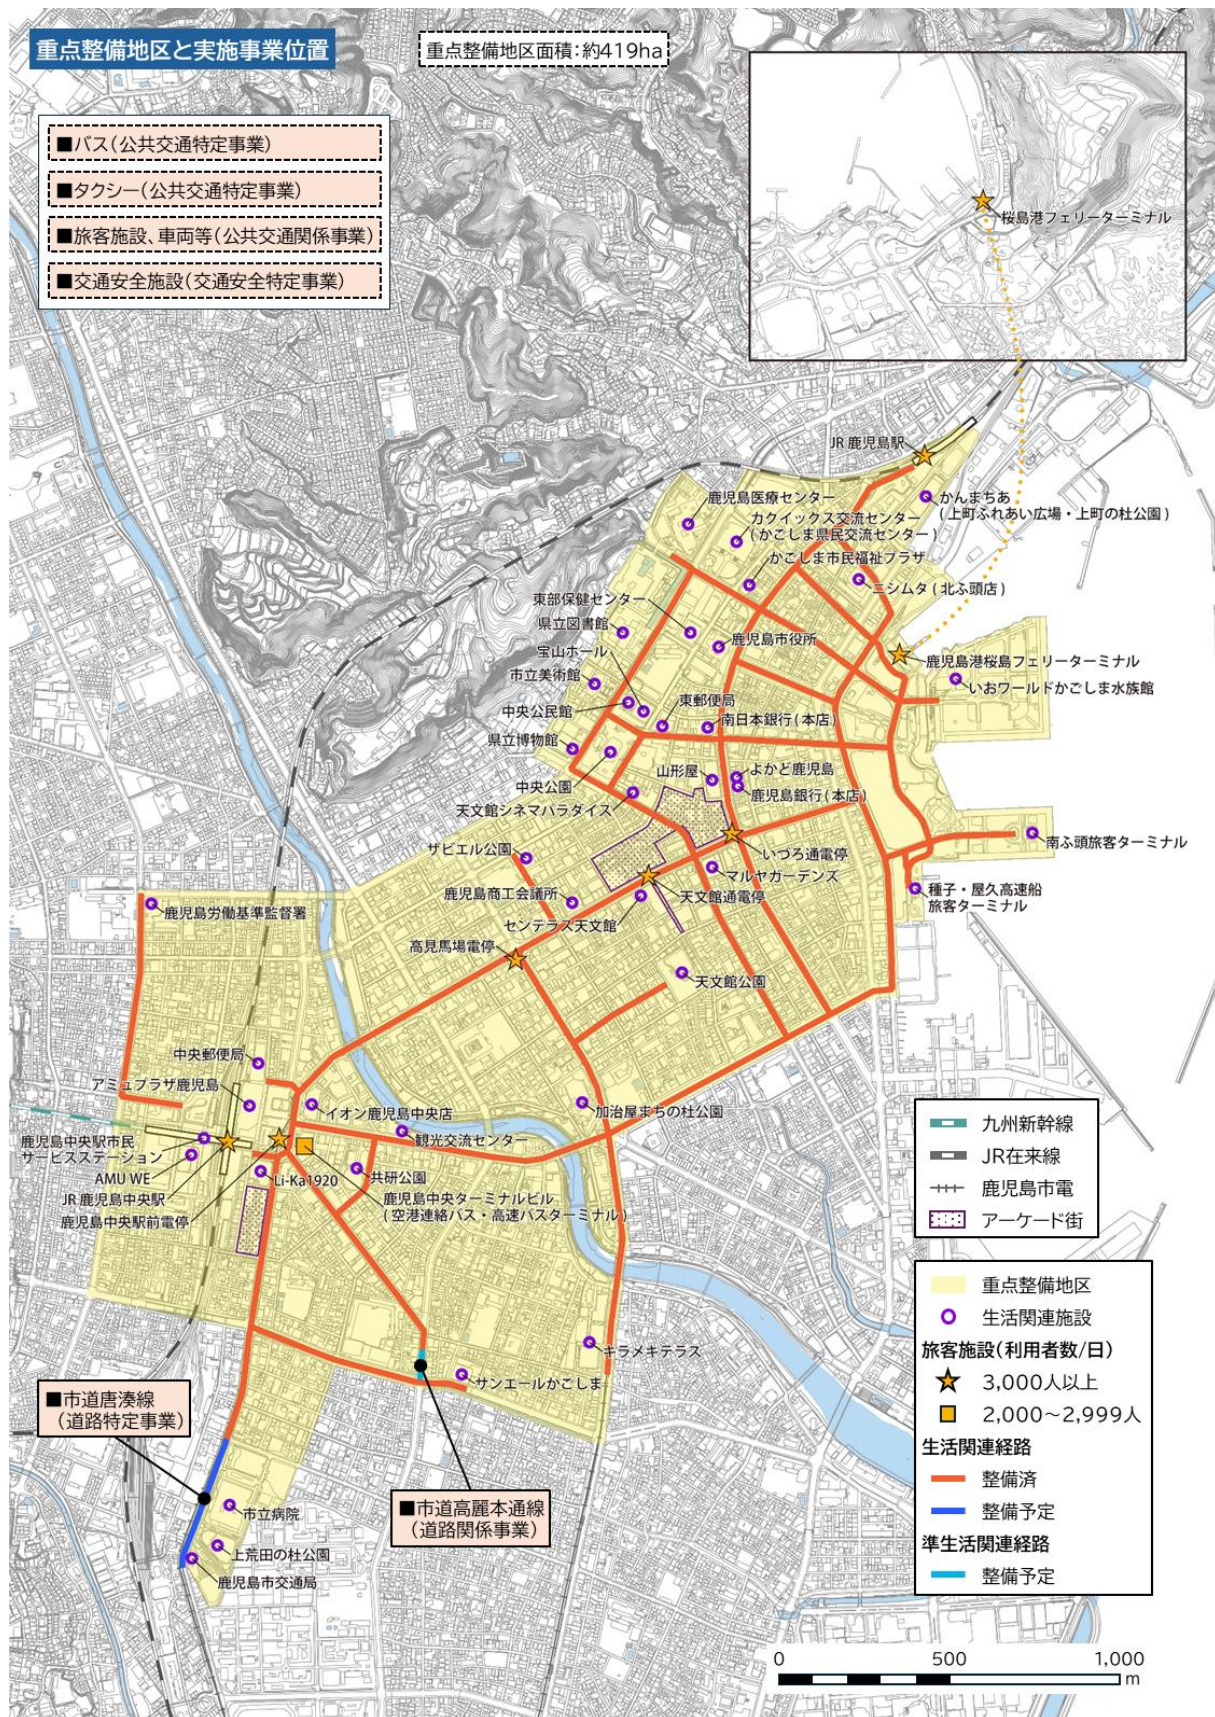 重点整備地区と実施事業位置
重点整備地区面積：約419ha
■バス（公共交通特定事業）
■タクシー（公共交通特定事業）
■旅客施設、車両等（公共交通関係事業）
■交通安全施設（交通安全特定事業）
桜島港フェリーターミナル
JR 鹿児島駅
かんまちあ
（上町ふれあい広場・上町の杜公園）
鹿児島医療センター
カクイックス交流センター
（かごしま県民交流センター）
かごしま市民福祉プラザ
ニシムタ（北ふ頭店）
東部保健センター
県立図書館
鹿児島市役所
宝山ホール
鹿児島港桜島フェリーターミナル
市立美術館
いおワールドかごしま水族館
東郵便局
中央公民館
南日本銀行（本店）
県立博物館
山形屋
よかど鹿児島
中央公園
鹿児島銀行（本店）
天文館シネマパラダイス
南ふ頭旅客ターミナル
ザビエル公園
いづろ通電停
マルヤガーデンズ
天文館通電停
種子・屋久高速船
旅客ターミナル
鹿児島商工会議所
鹿児島労働基準監督署
センテラス天文館
高見馬場電停
天文館公園
中央郵便局
アミュプラザ鹿児島
イオン鹿児島中央店
加治屋まちの杜公園
鹿児島中央駅市民
サービスステーション
観光交流センター
AMU WE
Li-Ka1920
共研公園
JR 鹿児島中央駅
鹿児島中央ターミナルビル
（空港連絡バス・高速バスターミナル）
鹿児島中央駅前電停
キラメキテラス
サンエールかごしま
■市道唐湊線
（道路特定事業）
■市道高麗本通線
（道路関係事業）
市立病院
上荒田の杜公園
鹿児島市交通局
九州新幹線
JR在来線
鹿児島市電
アーケード街
重点整備地区
生活関連施設
旅客施設（利用者数/日）
3,000人以上
2,000～2,999人
生活関連経路
整備済
整備予定
準生活関連経路
整備予定
0 500 1,000
m